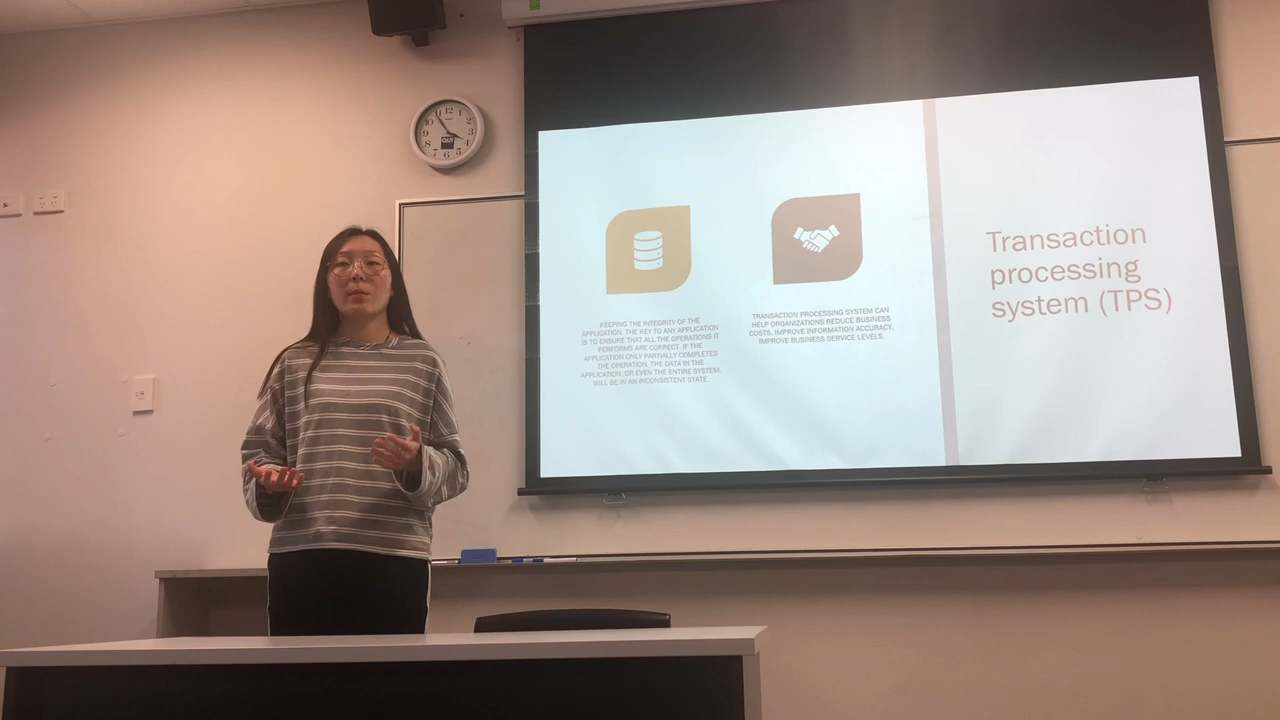 KEEPING THE INTEGRITY OF THE
APPLICATION. THE KEY TO ANY APPLICATION
IS TO ENSURE THAT ALL THE OPERATIONS IT
PERFORMS ARE CORRECT. IF THE
APPLICATION ONLY PARTIALLY COMPLETES
THE OPERATION, THE DATA IN THE
APPLICATION, OR EVEN THE ENTIRE SYSTEM,
WILL BE IN AN INCONSISTENT STATE.
TRANSACTION PROCESSING SYSTEM CAN
HELP ORGANIZATIONS REDUCE BUSINESS
COSTS, IMPROVE INFORMATION ACCURACY,
IMPROVE BUSINESS SERVICE LEVELS.
Transaction
processing
system (TPS)